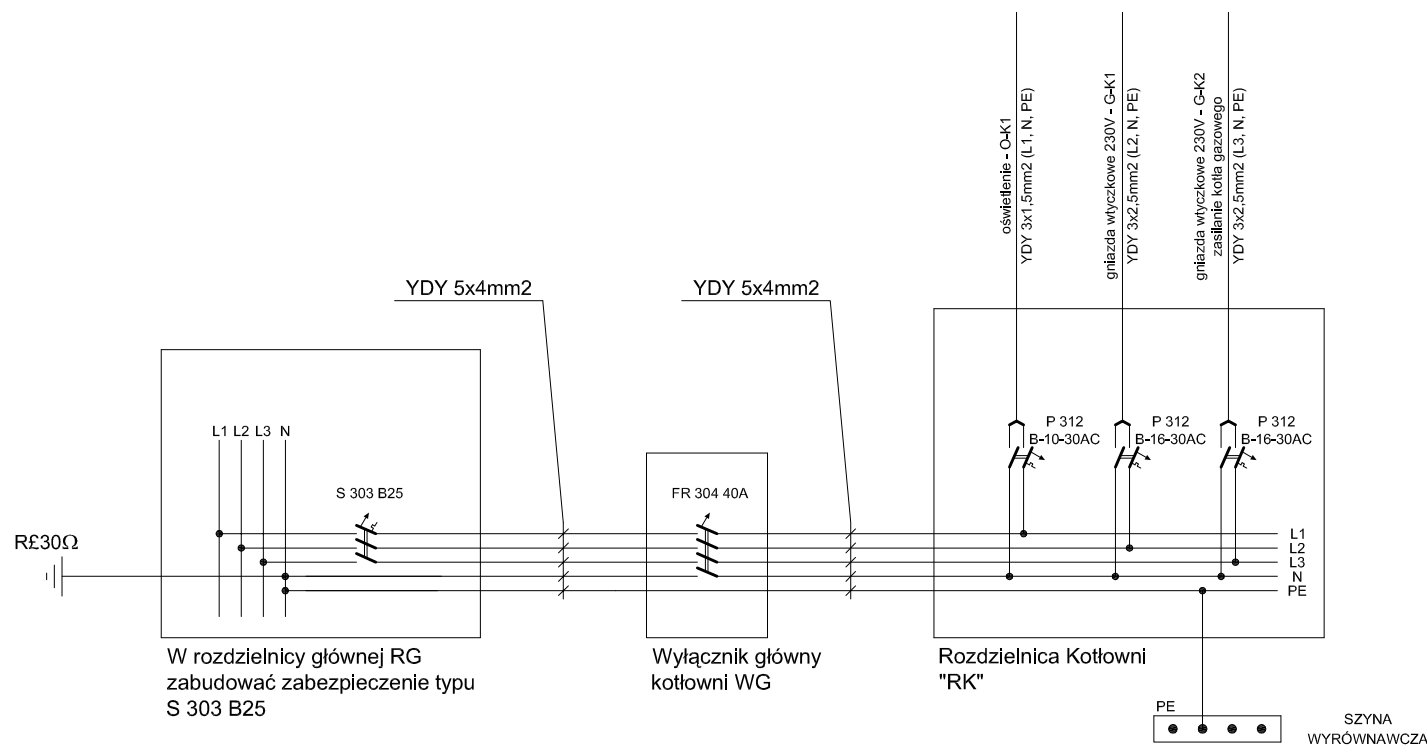 oświetlenie - O-K1
YDY 3x1,5mm2 (L1, N, PE)
gniazda wtyczkowe 230V - G-K1
YDY 3x2,5mm2 (L2, N, PE)
gniazda wtyczkowe 230V - G-K2
zasilanie kotła gazowego
YDY 3x2,5mm2 (L3, N, PE)
YDY 5x4mm2
YDY 5x4mm2
P 312
B-10-30AC
P 312
B-16-30AC
P 312
B-16-30AC
L1 L2 L3 N
S 303 B25
FR 304 40A
R£30Ω
L1
L2
L3
N
PE
W rozdzielnicy głównej RG
zabudować zabezpieczenie typu
S 303 B25
Wyłącznik główny
kotłowni WG
Rozdzielnica Kotłowni
"RK"
PE
SZYNA
WYRÓWNAWCZA